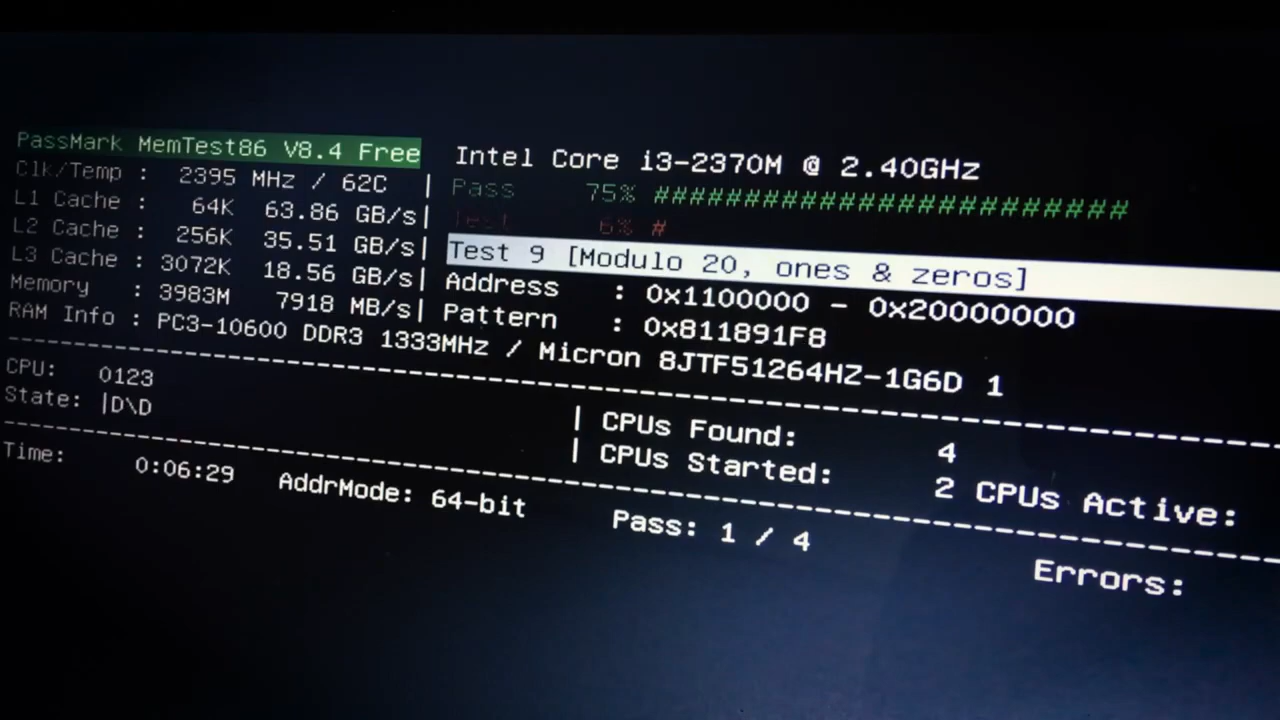 PassMark MemTest86 V8.4 Free
Intel Core i3-2370M @ 2.40GHz
Clk/Temp : 2395 MHz / 62C | Pass 75% ###########################
L1 Cache : 64K 63.86 GB/s| Test 6% #
L2 Cache : 256K 35.51 GB/s| Test 9 [Modulo 20, ones & zeros]
L3 Cache : 3072K 18.56 GB/s| Address : 0x1100000 - 0x20000000
Memory : 3983M 7918 MB/s| Pattern : 0x811891F8
RAM Info : PC3-10600 DDR3 1333MHz / Micron 8JTF51264HZ-1G6D 1
CPU: 0123 | CPUs Found: 4
State: |D\D | CPUs Started: 2 CPUs Active:
Time: 0:06:29 AddrMode: 64-bit Pass: 1 / 4 Errors: